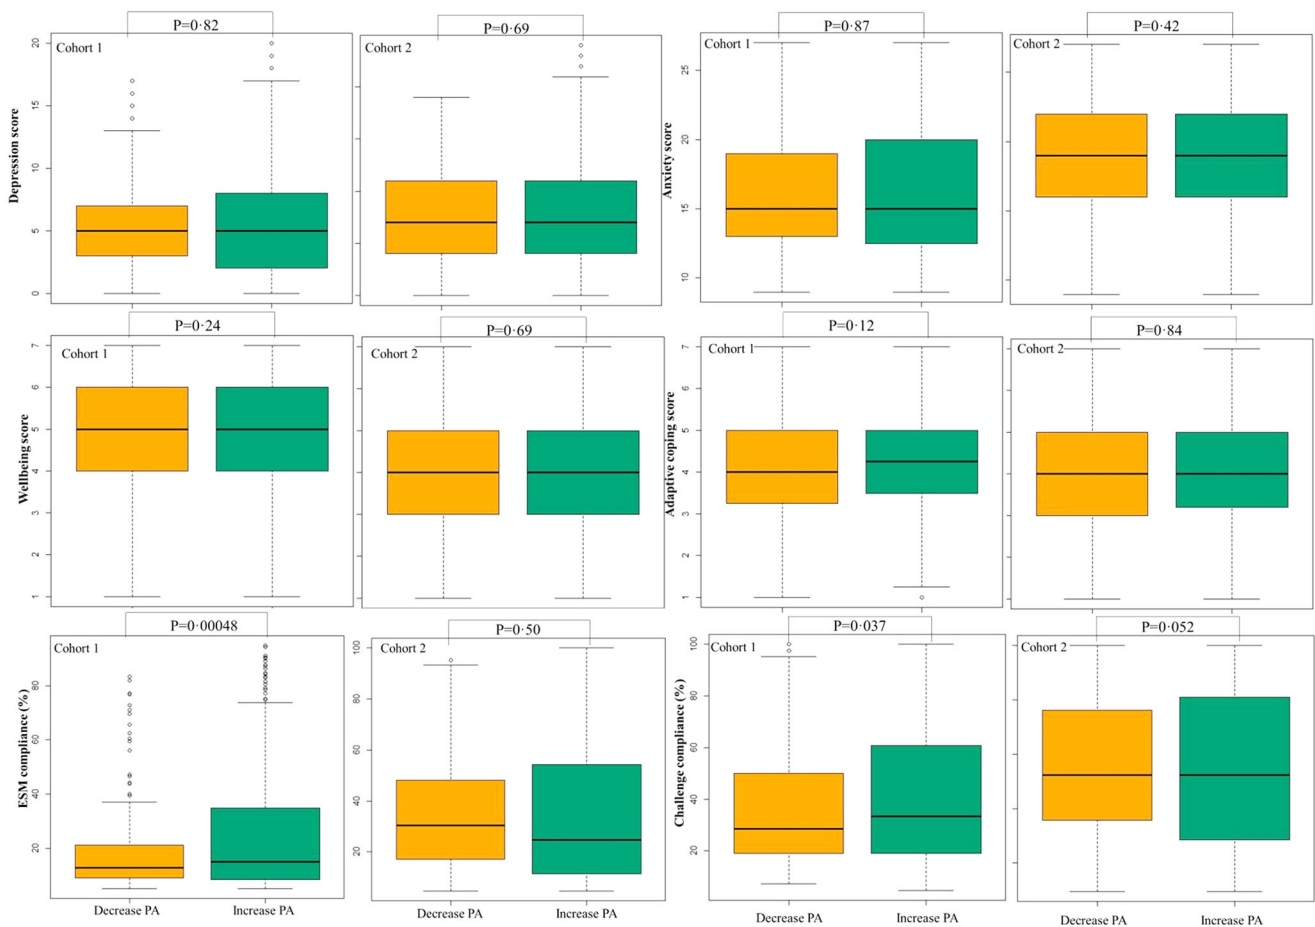 P=0·82
P=0·69
P=0·87
P=0·42
Cohort 1
Cohort 2
Cohort 1
Cohort 2
Depression score
20
15
10
5
0
Anxiety score
25
20
15
10
P=0·24
P=0·69
P=0·12
P=0·84
Cohort 1
Cohort 2
Cohort 1
Cohort 2
Wellbeing score
7
6
5
4
3
2
1
Adaptive coping score
7
6
5
4
3
2
1
P=0·00048
P=0·50
P=0·037
P=0·052
Cohort 1
Cohort 2
Cohort 1
Cohort 2
ESM compliance (%)
80
60
40
20
100
80
60
40
20
Challenge compliance (%)
100
80
60
40
20
Decrease PA
Increase PA
Decrease PA
Increase PA
Decrease PA
Increase PA
Decrease PA
Increase PA